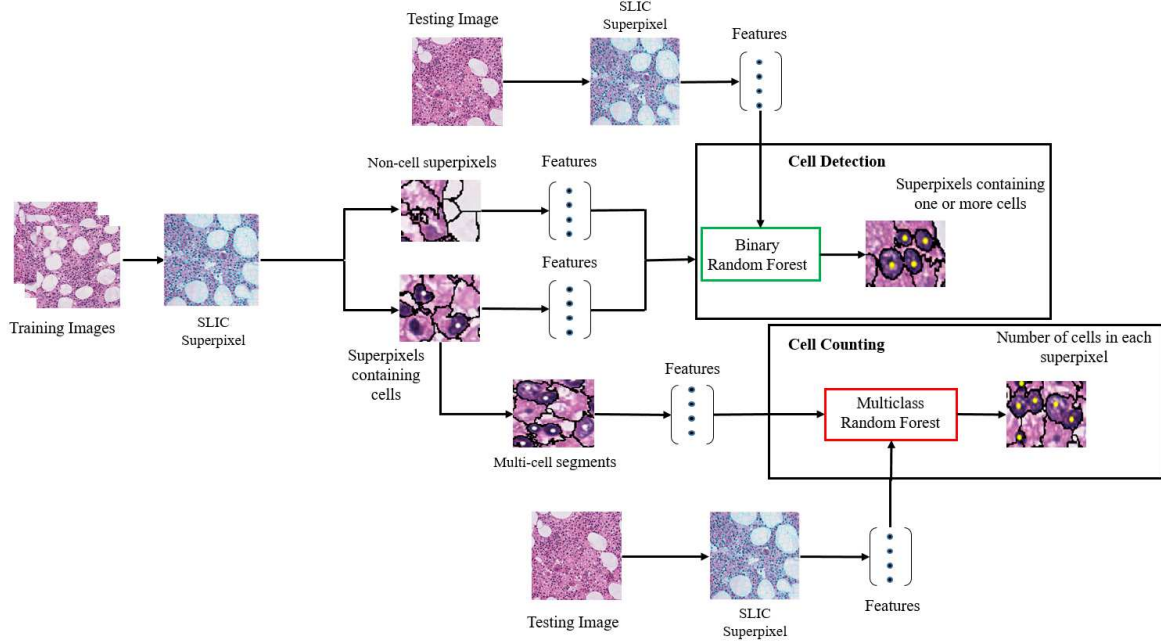 Testing Image
SLIC
Superpixel
Features
Non-cell superpixels
Features
Cell Detection
Superpixels containing
one or more cells
Binary
Random Forest
Features
Training Images
SLIC
Superpixel
Superpixels
containing
cells
Cell Counting
Number of cells in each
superpixel
Features
Multiclass
Random Forest
Multi-cell segments
Testing Image
SLIC
Superpixel
Features